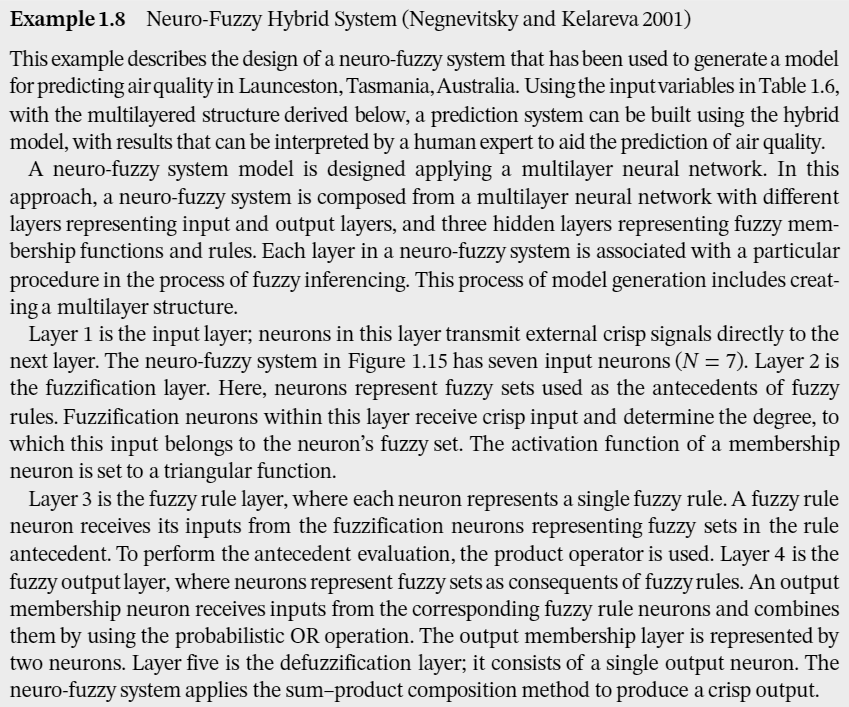 Example 1.8 Neuro-Fuzzy Hybrid System (Negnevitsky and Kelareva 2001)
This example describes the design of a neuro-fuzzy system that has been used to generate a model
for predicting air quality in Launceston, Tasmania, Australia. Using the input variables in Table 1.6,
with the multilayered structure derived below, a prediction system can be built using the hybrid
model, with results that can be interpreted by a human expert to aid the prediction of air quality.
A neuro-fuzzy system model is designed applying a multilayer neural network. In this
approach, a neuro-fuzzy system is composed from a multilayer neural network with different
layers representing input and output layers, and three hidden layers representing fuzzy mem-
bership functions and rules. Each layer in a neuro-fuzzy system is associated with a particular
procedure in the process of fuzzy inferencing. This process of model generation includes creat-
ing a multilayer structure.
Layer 1 is the input layer; neurons in this layer transmit external crisp signals directly to the
next layer. The neuro-fuzzy system in Figure 1.15 has seven input neurons (N = 7). Layer 2 is
the fuzzification layer. Here, neurons represent fuzzy sets used as the antecedents of fuzzy
rules. Fuzzification neurons within this layer receive crisp input and determine the degree, to
which this input belongs to the neuron's fuzzy set. The activation function of a membership
neuron is set to a triangular function.
Layer 3 is the fuzzy rule layer, where each neuron represents a single fuzzy rule. A fuzzy rule
neuron receives its inputs from the fuzzification neurons representing fuzzy sets in the rule
antecedent. To perform the antecedent evaluation, the product operator is used. Layer 4 is the
fuzzy output layer, where neurons represent fuzzy sets as consequents of fuzzy rules. An output
membership neuron receives inputs from the corresponding fuzzy rule neurons and combines
them by using the probabilistic OR operation. The output membership layer is represented by
two neurons. Layer five is the defuzzification layer; it consists of a single output neuron. The
neuro-fuzzy system applies the sum–product composition method to produce a crisp output.